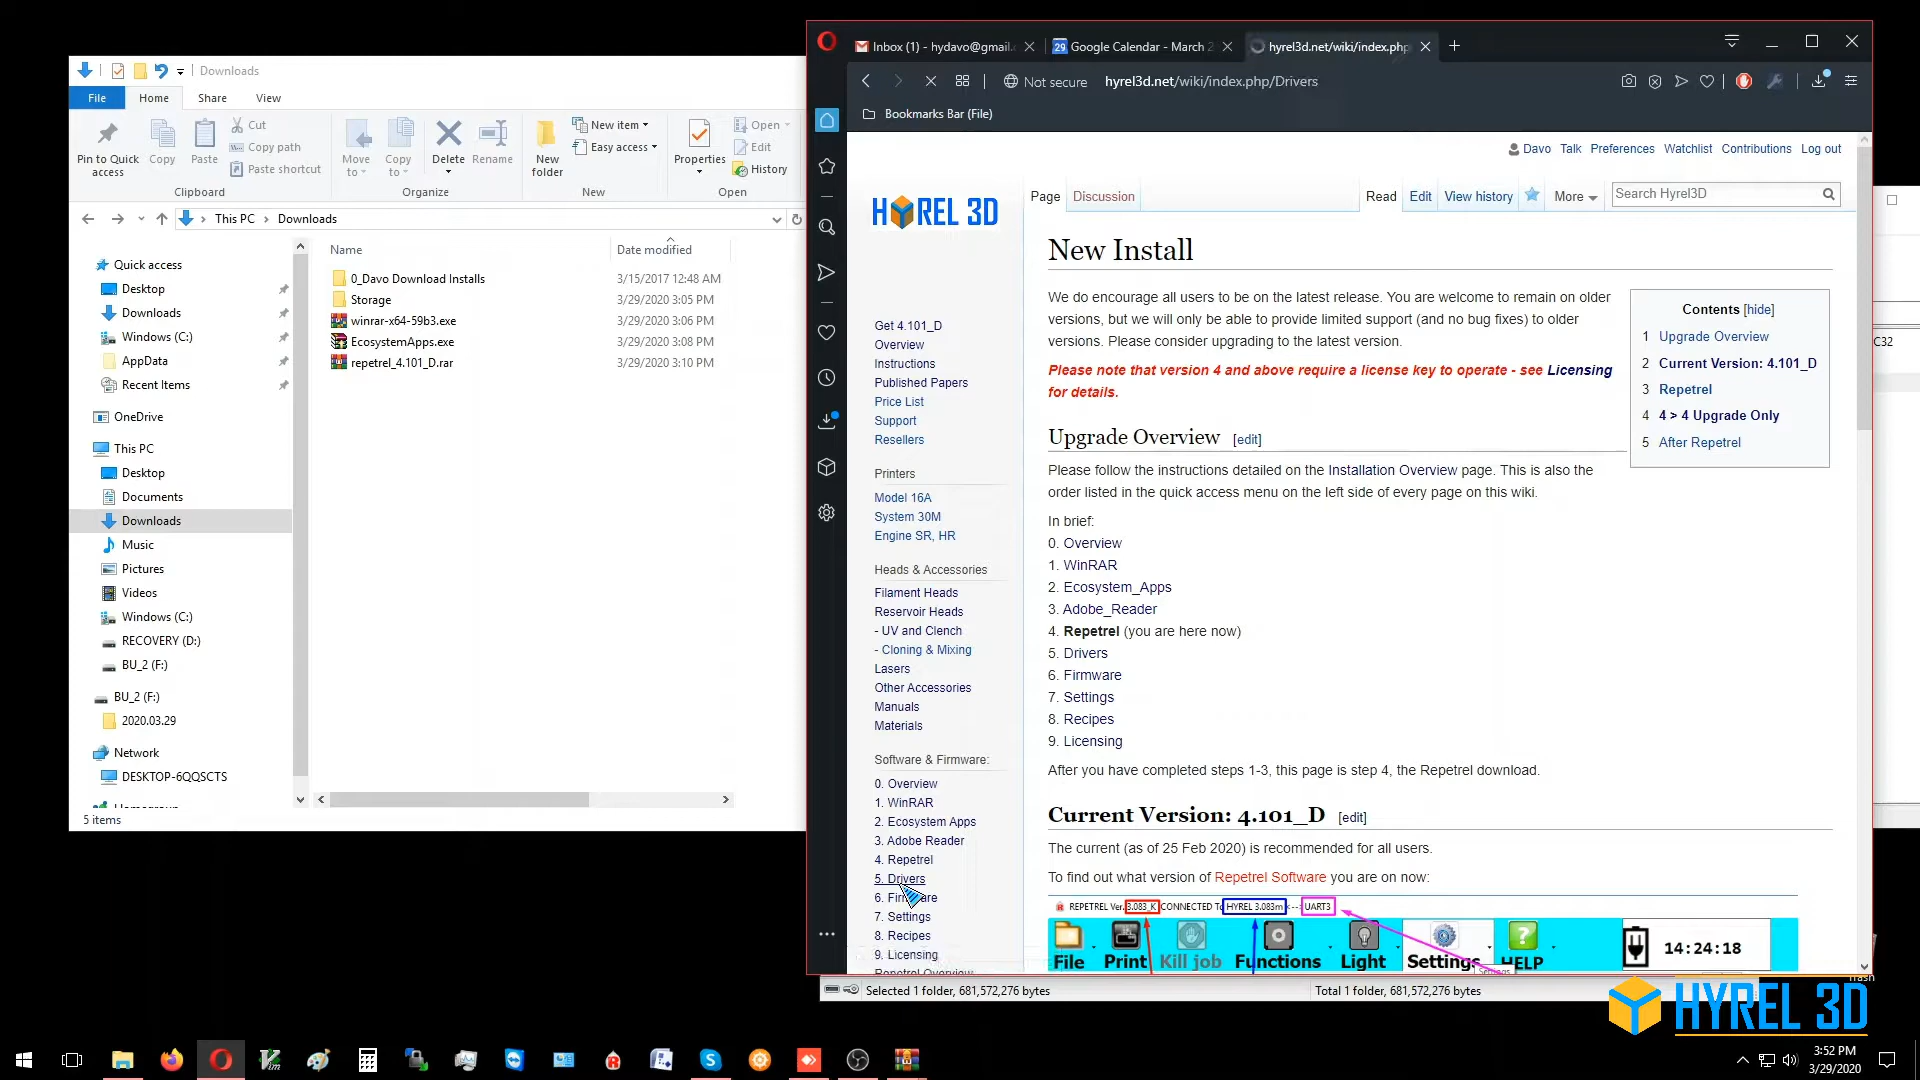 Downloads
File
Home
Share
View
Pin to Quick access
Copy
Paste
Cut
Copy path
Paste shortcut
Move to
Copy to
Delete
Rename
New folder
New item
Easy access
Properties
Open
Edit
History
Clipboard
Organize
New
Open
This PC
Downloads
Name
Date modified
Quick access
Desktop
Downloads
Windows (C:)
AppData
Recent Items
OneDrive
This PC
Desktop
Documents
Downloads
Music
Pictures
Videos
Windows (C:)
RECOVERY (D:)
BU_2 (F:)
BU_2 (F:)
2020.03.29
Network
DESKTOP-6QQSCTS
0_Davo Download Installs 3/15/2017 12:48 AM
Storage 3/29/2020 3:05 PM
winrar-x64-59b3.exe 3/29/2020 3:06 PM
EcosystemApps.exe 3/29/2020 3:08 PM
repetrel_4.101_D.rar 3/29/2020 3:10 PM
5 items
Inbox (1) - hydavo@gmail.
29 Google Calendar - March 2
hyrel3d.net/wiki/index.php
Not secure hyrel3d.net/wiki/index.php/Drivers
Bookmarks Bar (File)
Davo Talk Preferences Watchlist Contributions Log out
HYREL 3D
Page Discussion Read Edit View history More Search Hyrel3D
Get 4.101_D
Overview
Instructions
Published Papers
Price List
Support
Resellers
Printers
Model 16A
System 30M
Engine SR, HR
Heads & Accessories
Filament Heads
Reservoir Heads
- UV and Clench
- Cloning & Mixing
Lasers
Other Accessories
Manuals
Materials
Software & Firmware:
0. Overview
1. WinRAR
2. Ecosystem Apps
3. Adobe Reader
4. Repetrel
5. Drivers
6. Firmware
7. Settings
8. Recipes
9. Licensing
Repetrel Overview
New Install
We do encourage all users to be on the latest release. You are welcome to remain on older
versions, but we will only be able to provide limited support (and no bug fixes) to older
versions. Please consider upgrading to the latest version.
Please note that version 4 and above require a license key to operate - see Licensing
for details.
Contents [hide]
1 Upgrade Overview
2 Current Version: 4.101_D
3 Repetrel
4 4 > 4 Upgrade Only
5 After Repetrel
Upgrade Overview [edit]
Please follow the instructions detailed on the Installation Overview page. This is also the
order listed in the quick access menu on the left side of every page on this wiki.
In brief:
0. Overview
1. WinRAR
2. Ecosystem_Apps
3. Adobe_Reader
4. Repetrel (you are here now)
5. Drivers
6. Firmware
7. Settings
8. Recipes
9. Licensing
After you have completed steps 1-3, this page is step 4, the Repetrel download.
Current Version: 4.101_D [edit]
The current (as of 25 Feb 2020) is recommended for all users.
To find out what version of Repetrel Software you are on now:
REPETREL Ver. 3.083_K CONNECTED To HYREL 3.083m <--> UART3
File Print Kill job Functions Light Settings HELP 14:24:18
Settings
C32
Selected 1 folder, 681,572,276 bytes
Total 1 folder, 681,572,276 bytes
HYREL 3D
3:52 PM
3/29/2020